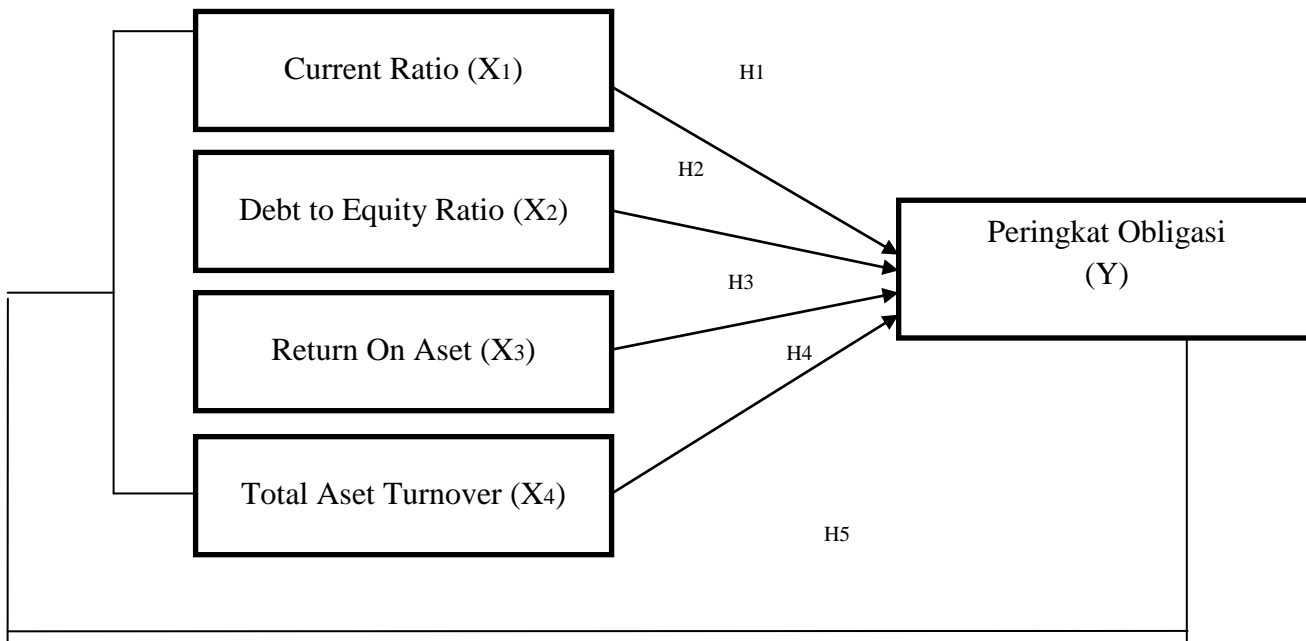 Current Ratio (X1)
H1
H2
Debt to Equity Ratio (X2)
Peringkat Obligasi
(Y)
H3
Return On Aset (X3)
H4
Total Aset Turnover (X4)
H5